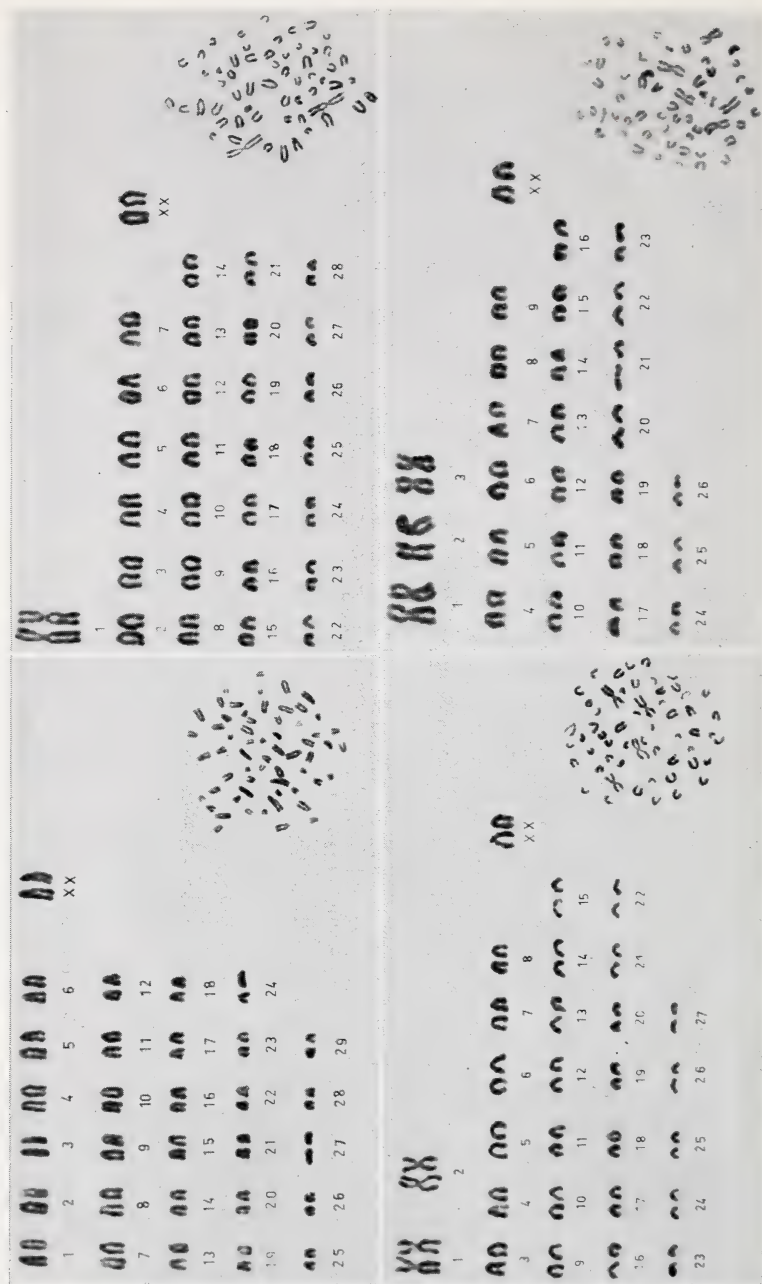 1 2 3 4 5 6 XX
7 8 9 10 11 12
13 14 15 16 17 18
19 20 21 22 23 24
25 26 27 28 29
1
2 3 4 5 6 7 XX
8 9 10 11 12 13 14
15 16 17 18 19 20 21
22 23 24 25 26 27 28
1 2
3 4 5 6 7 8 XX
9 10 11 12 13 14 15
16 17 18 19 20 21 22
23 24 25 26 27
1 2 3
4 5 6 7 8 9 XX
10 11 12 13 14 15 16
17 18 19 20 21 22 23
24 25 26